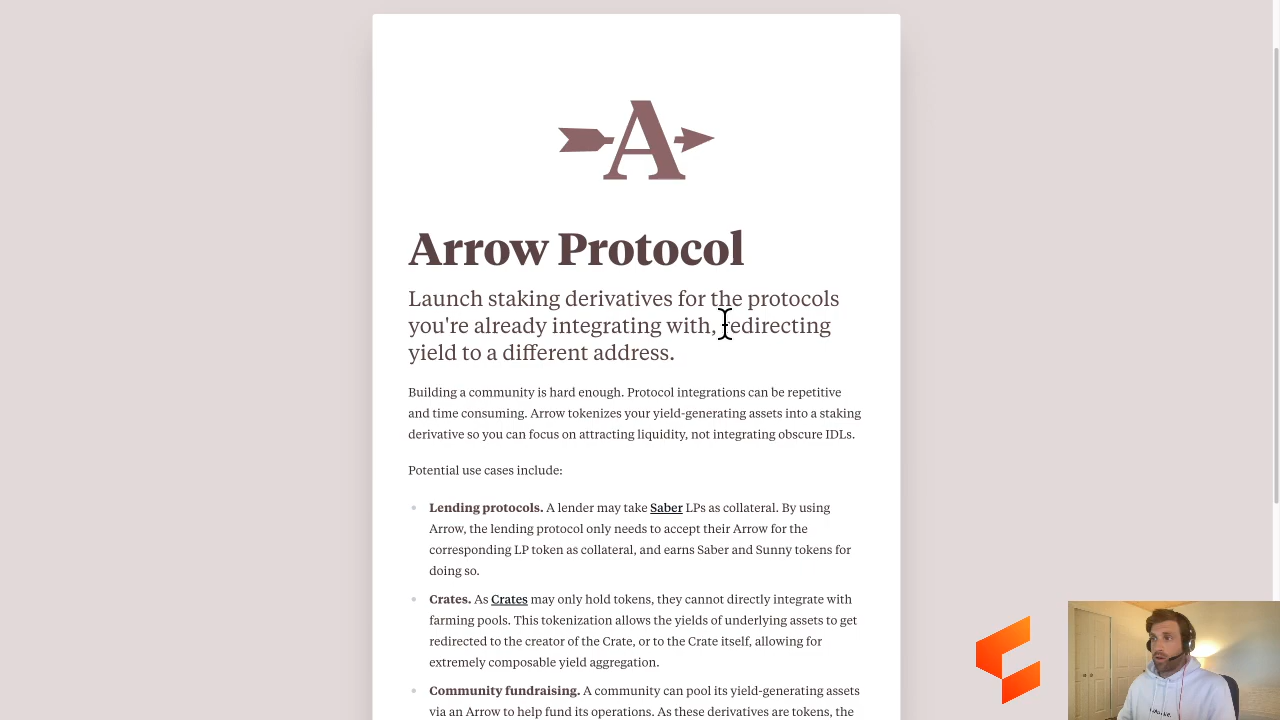 A
Arrow Protocol
Launch staking derivatives for the protocols
you're already integrating with, redirecting
yield to a different address.
Building a community is hard enough. Protocol integrations can be repetitive
and time consuming. Arrow tokenizes your yield-generating assets into a staking
derivative so you can focus on attracting liquidity, not integrating obscure IDLs.
Potential use cases include:
Lending protocols. A lender may take Saber LPs as collateral. By using
Arrow, the lending protocol only needs to accept their Arrow for the
corresponding LP token as collateral, and earns Saber and Sunny tokens for
doing so.
Crates. As Crates may only hold tokens, they cannot directly integrate with
farming pools. This tokenization allows the yields of underlying assets to get
redirected to the creator of the Crate, or to the Crate itself, allowing for
extremely composable yield aggregation.
Community fundraising. A community can pool its yield-generating assets
via an Arrow to help fund its operations. As these derivatives are tokens, the